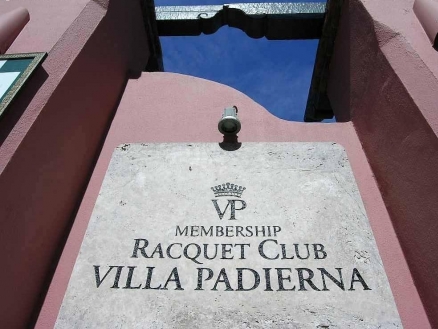 VP
MEMBERSHIP
RACQUET CLUB
VILLA PADIERNA